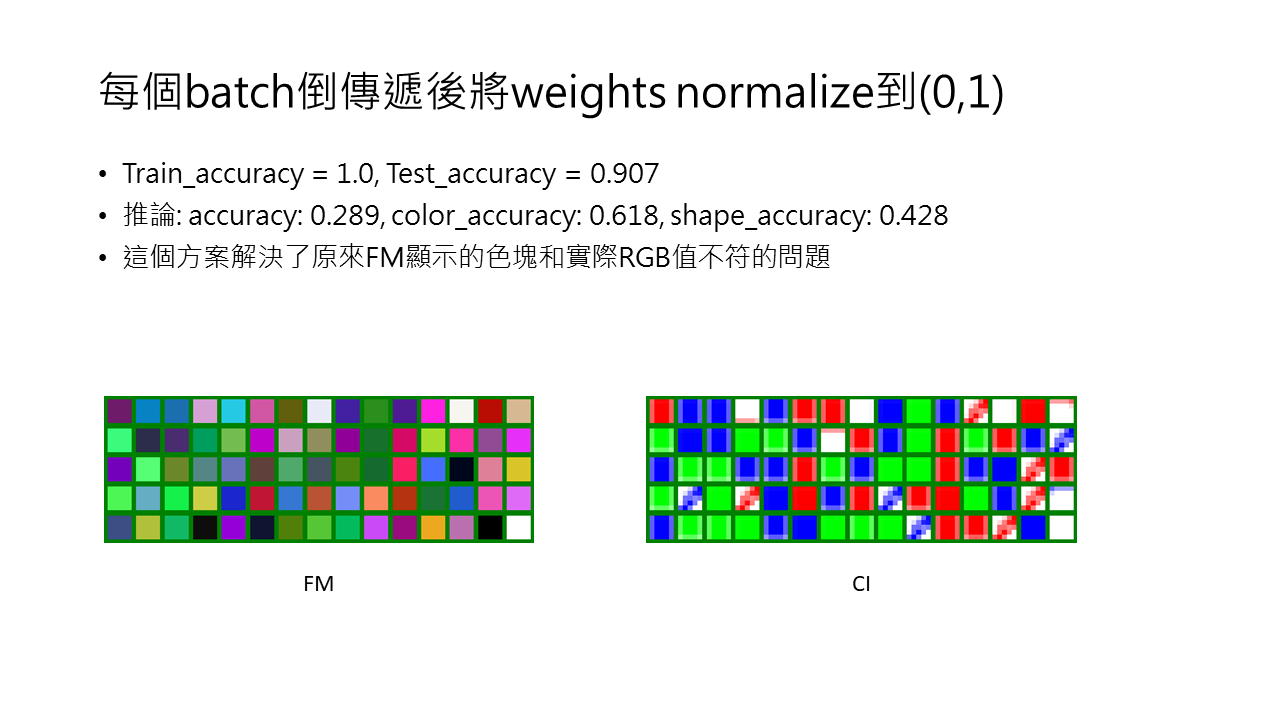 每個batch倒傳遞後將weights normalize到(0,1)
• Train_accuracy = 1.0, Test_accuracy = 0.907
• 推論: accuracy: 0.289, color_accuracy: 0.618, shape_accuracy: 0.428
• 這個方案解決了原來FM顯示的色塊和實際RGB值不符的問題
FM
CI